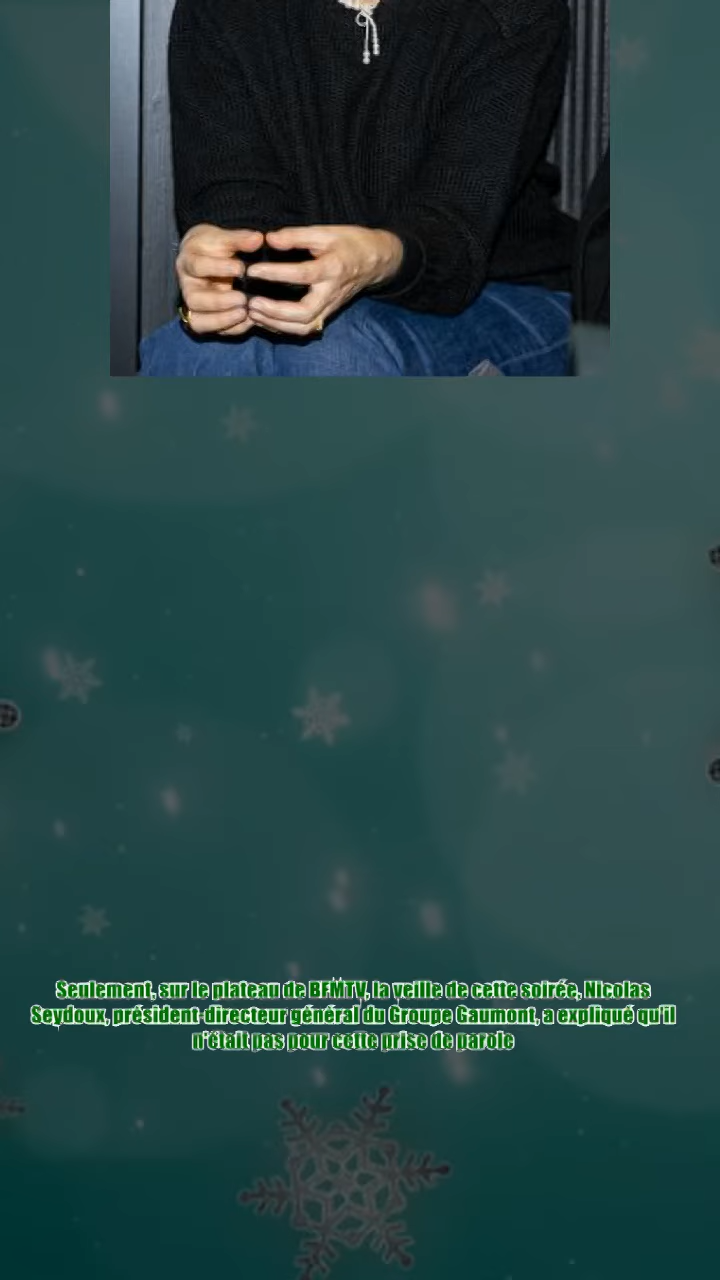 Seulement, sur le plateau de BFMTV, la veille de cette soirée, Nicolas
Seydoux, président-directeur général du Groupe Gaumont, a expliqué qu'il
n'était pas pour cette prise de parole